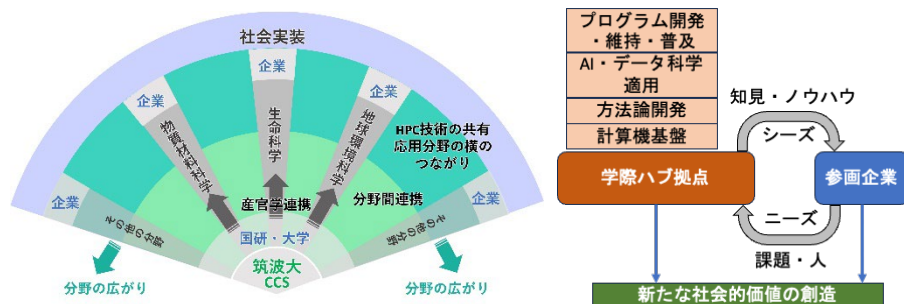 社会実装
企業
企業
企業
企業
企業
物質材料科学
生命科学
地球環境科学
HPC技術の共有
応用分野の横の
つながり
産官学連携
分野間連携
その他の分野
その他の分野
国研・大学
筑波大
CCS
分野の広がり
分野の広がり
プログラム開発
・維持・普及
AI・データ科学
適用
方法論開発
計算機基盤
知見・ノウハウ
シーズ
学際ハブ拠点
参画企業
ニーズ
課題・人
新たな社会的価値の創造